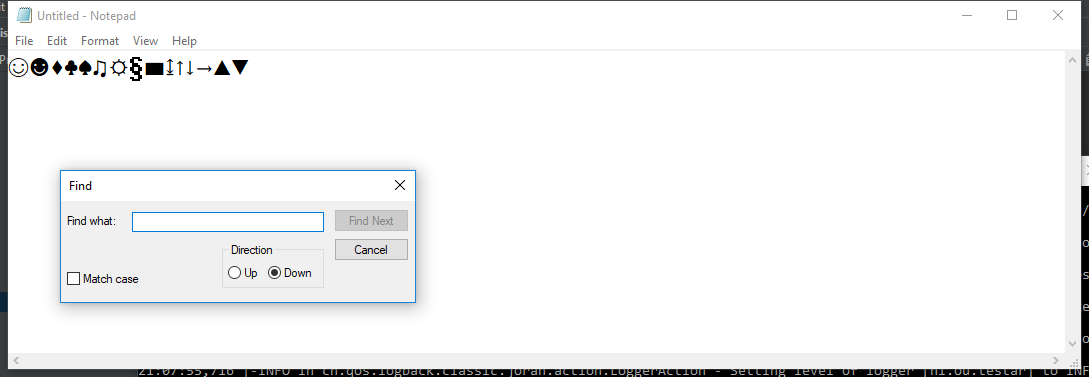 Untitled - Notepad
File Edit Format View Help
☺☻♦♣♠♫☼§▬↨↑↓→▲▼
Find
Find what:
Find Next
Cancel
Direction
Up Down
Match case
21:07:55,716 |-INFO in ch.qos.logback.classic.joran.action.LoggerAction - Setting level of logger [nl.ou.testar] to INF